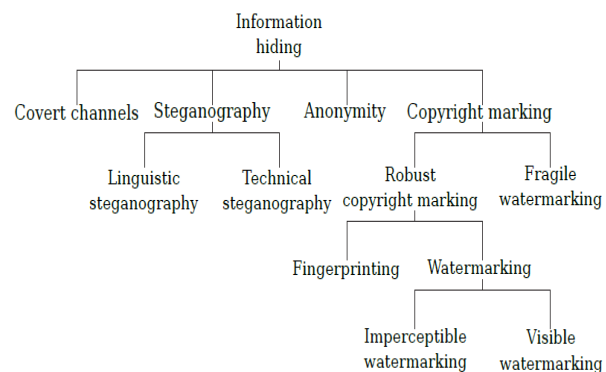 Information
hiding
Covert channels
Steganography
Anonymity
Copyright marking
Linguistic
steganography
Technical
steganography
Robust
copyright marking
Fragile
watermarking
Fingerprinting
Watermarking
Imperceptible
watermarking
Visible
watermarking